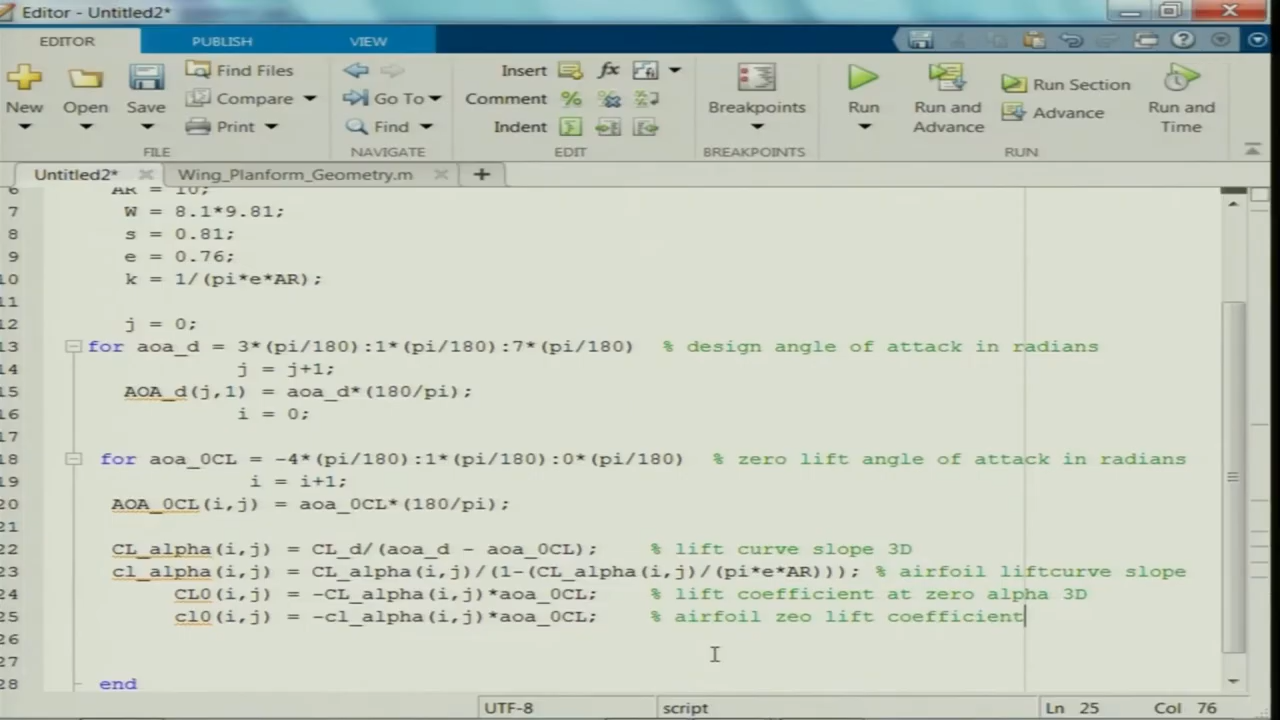 Editor - Untitled2*
EDITOR PUBLISH VIEW
New Open Save Find Files Compare Print FILE
Go To Find NAVIGATE
Insert fx Comment Indent EDIT
Breakpoints BREAKPOINTS
Run Run and Advance Run Section Advance Run and Time RUN
Untitled2* Wing_Planform_Geometry.m
6 AR = 10;
7 W = 8.1*9.81;
8 s = 0.81;
9 e = 0.76;
10 k = 1/(pi*e*AR);
11
12 j = 0;
13 for aoa_d = 3*(pi/180):1*(pi/180):7*(pi/180) % design angle of attack in radians
14 j = j+1;
15 AOA_d(j,1) = aoa_d*(180/pi);
16 i = 0;
17
18 for aoa_0CL = -4*(pi/180):1*(pi/180):0*(pi/180) % zero lift angle of attack in radians
19 i = i+1;
20 AOA_0CL(i,j) = aoa_0CL*(180/pi);
21
22 CL_alpha(i,j) = CL_d/(aoa_d - aoa_0CL); % lift curve slope 3D
23 cl_alpha(i,j) = CL_alpha(i,j)/(1-(CL_alpha(i,j)/(pi*e*AR))); % airfoil liftcurve slope
24 CL0(i,j) = -CL_alpha(i,j)*aoa_0CL; % lift coefficient at zero alpha 3D
25 cl0(i,j) = -cl_alpha(i,j)*aoa_0CL; % airfoil zeo lift coefficient
26
27
28 end
UTF-8 script Ln 25 Col 76